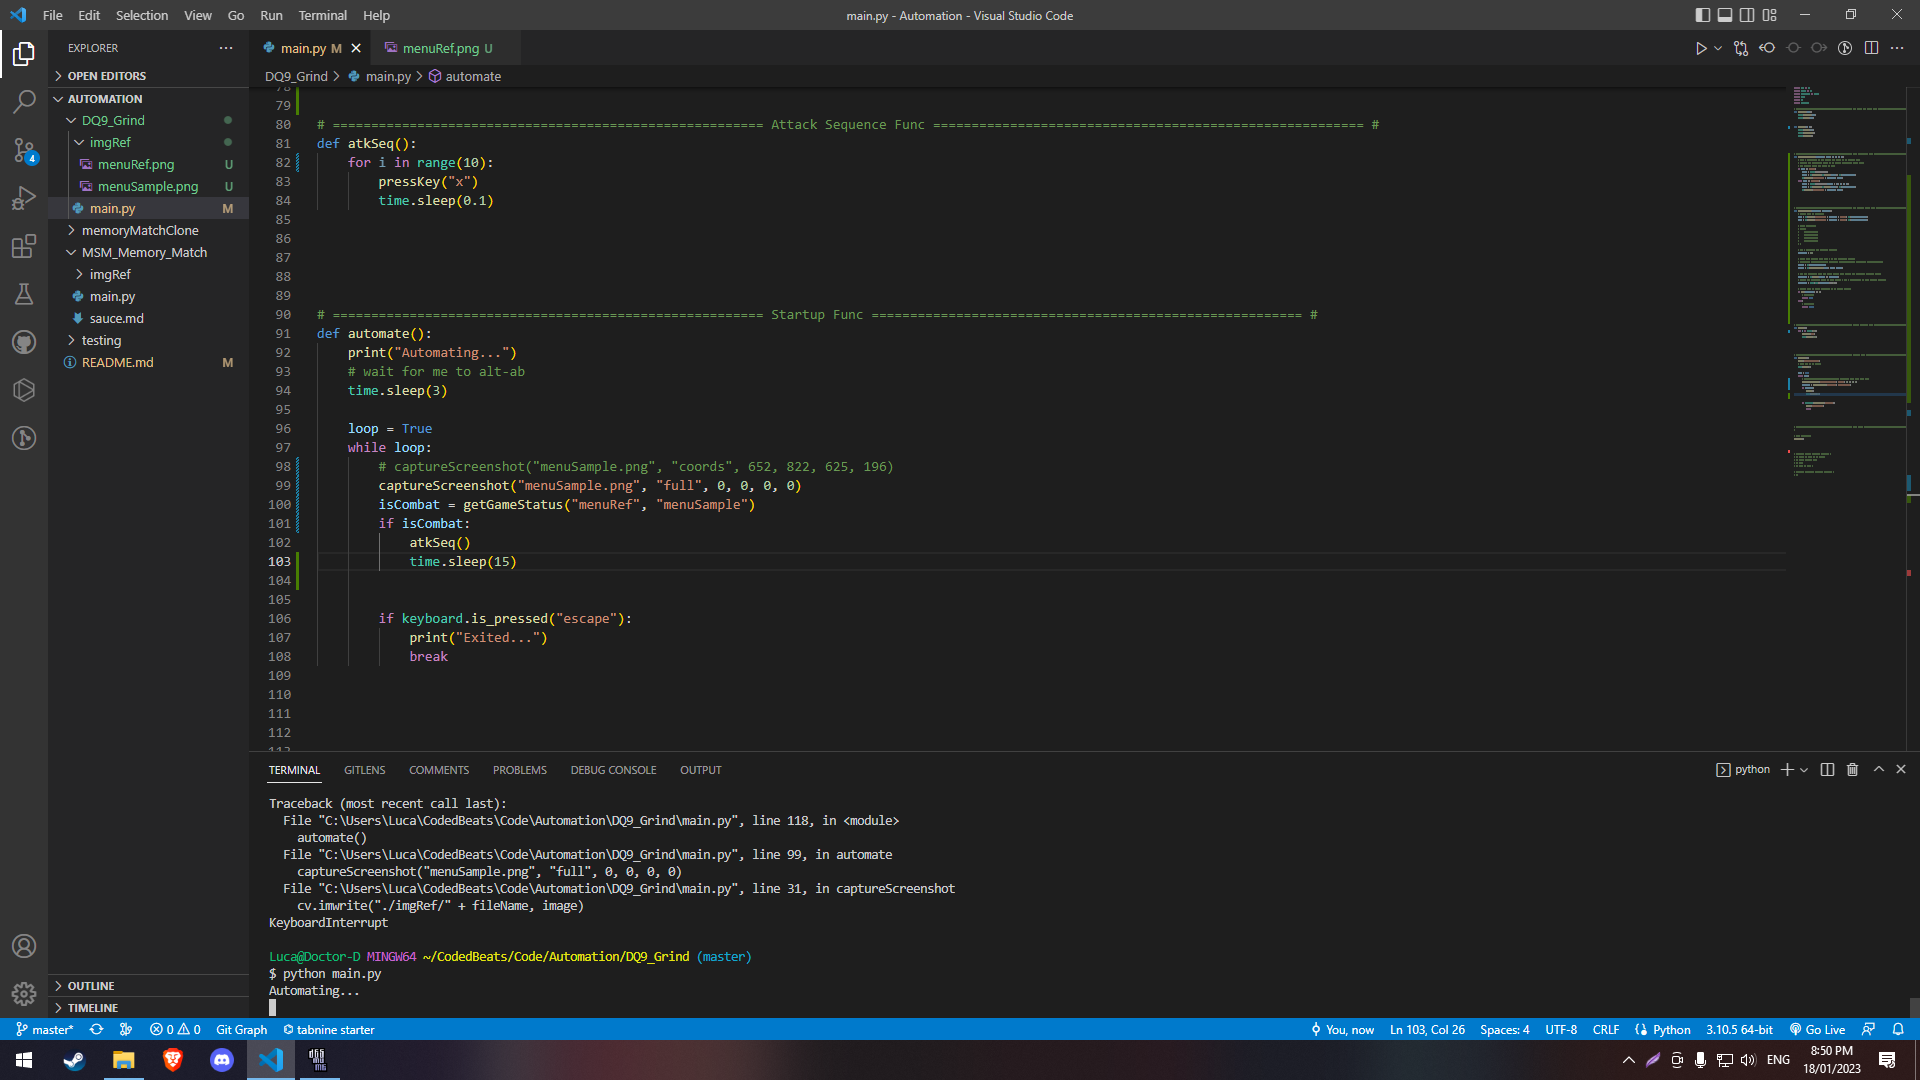 File Edit Selection View Go Run Terminal Help
main.py - Automation - Visual Studio Code
EXPLORER
OPEN EDITORS
AUTOMATION
DQ9_Grind
imgRef
menuRef.png U
menuSample.png U
main.py M
memoryMatchClone
MSM_Memory_Match
imgRef
main.py
sauce.md
testing
README.md M
OUTLINE
TIMELINE
4
main.py M
menuRef.png U
DQ9_Grind > main.py > automate
78
79
80 # ======================================================== Attack Sequence Func ======================================================== #
81 def atkSeq():
82 for i in range(10):
83 pressKey("x")
84 time.sleep(0.1)
85
86
87
88
89
90 # ======================================================== Startup Func ======================================================== #
91 def automate():
92 print("Automating...")
93 # wait for me to alt-ab
94 time.sleep(3)
95
96 loop = True
97 while loop:
98 # captureScreenshot("menuSample.png", "coords", 652, 822, 625, 196)
99 captureScreenshot("menuSample.png", "full", 0, 0, 0, 0)
100 isCombat = getGameStatus("menuRef", "menuSample")
101 if isCombat:
102 atkSeq()
103 time.sleep(15)
104
105
106 if keyboard.is_pressed("escape"):
107 print("Exited...")
108 break
109
110
111
112
113
TERMINAL GITLENS COMMENTS PROBLEMS DEBUG CONSOLE OUTPUT
python
Traceback (most recent call last):
File "C:\Users\Luca\CodedBeats\Code\Automation\DQ9_Grind\main.py", line 118, in <module>
automate()
File "C:\Users\Luca\CodedBeats\Code\Automation\DQ9_Grind\main.py", line 99, in automate
captureScreenshot("menuSample.png", "full", 0, 0, 0, 0)
File "C:\Users\Luca\CodedBeats\Code\Automation\DQ9_Grind\main.py", line 31, in captureScreenshot
cv.imwrite("./imgRef/" + fileName, image)
KeyboardInterrupt
Luca@Doctor-D MINGW64 ~/CodedBeats/Code/Automation/DQ9_Grind (master)
$ python main.py
Automating...
master* 0 0 Git Graph tabnine starter
You, now Ln 103, Col 26 Spaces: 4 UTF-8 CRLF Python 3.10.5 64-bit Go Live
ENG
8:50 PM
18/01/2023